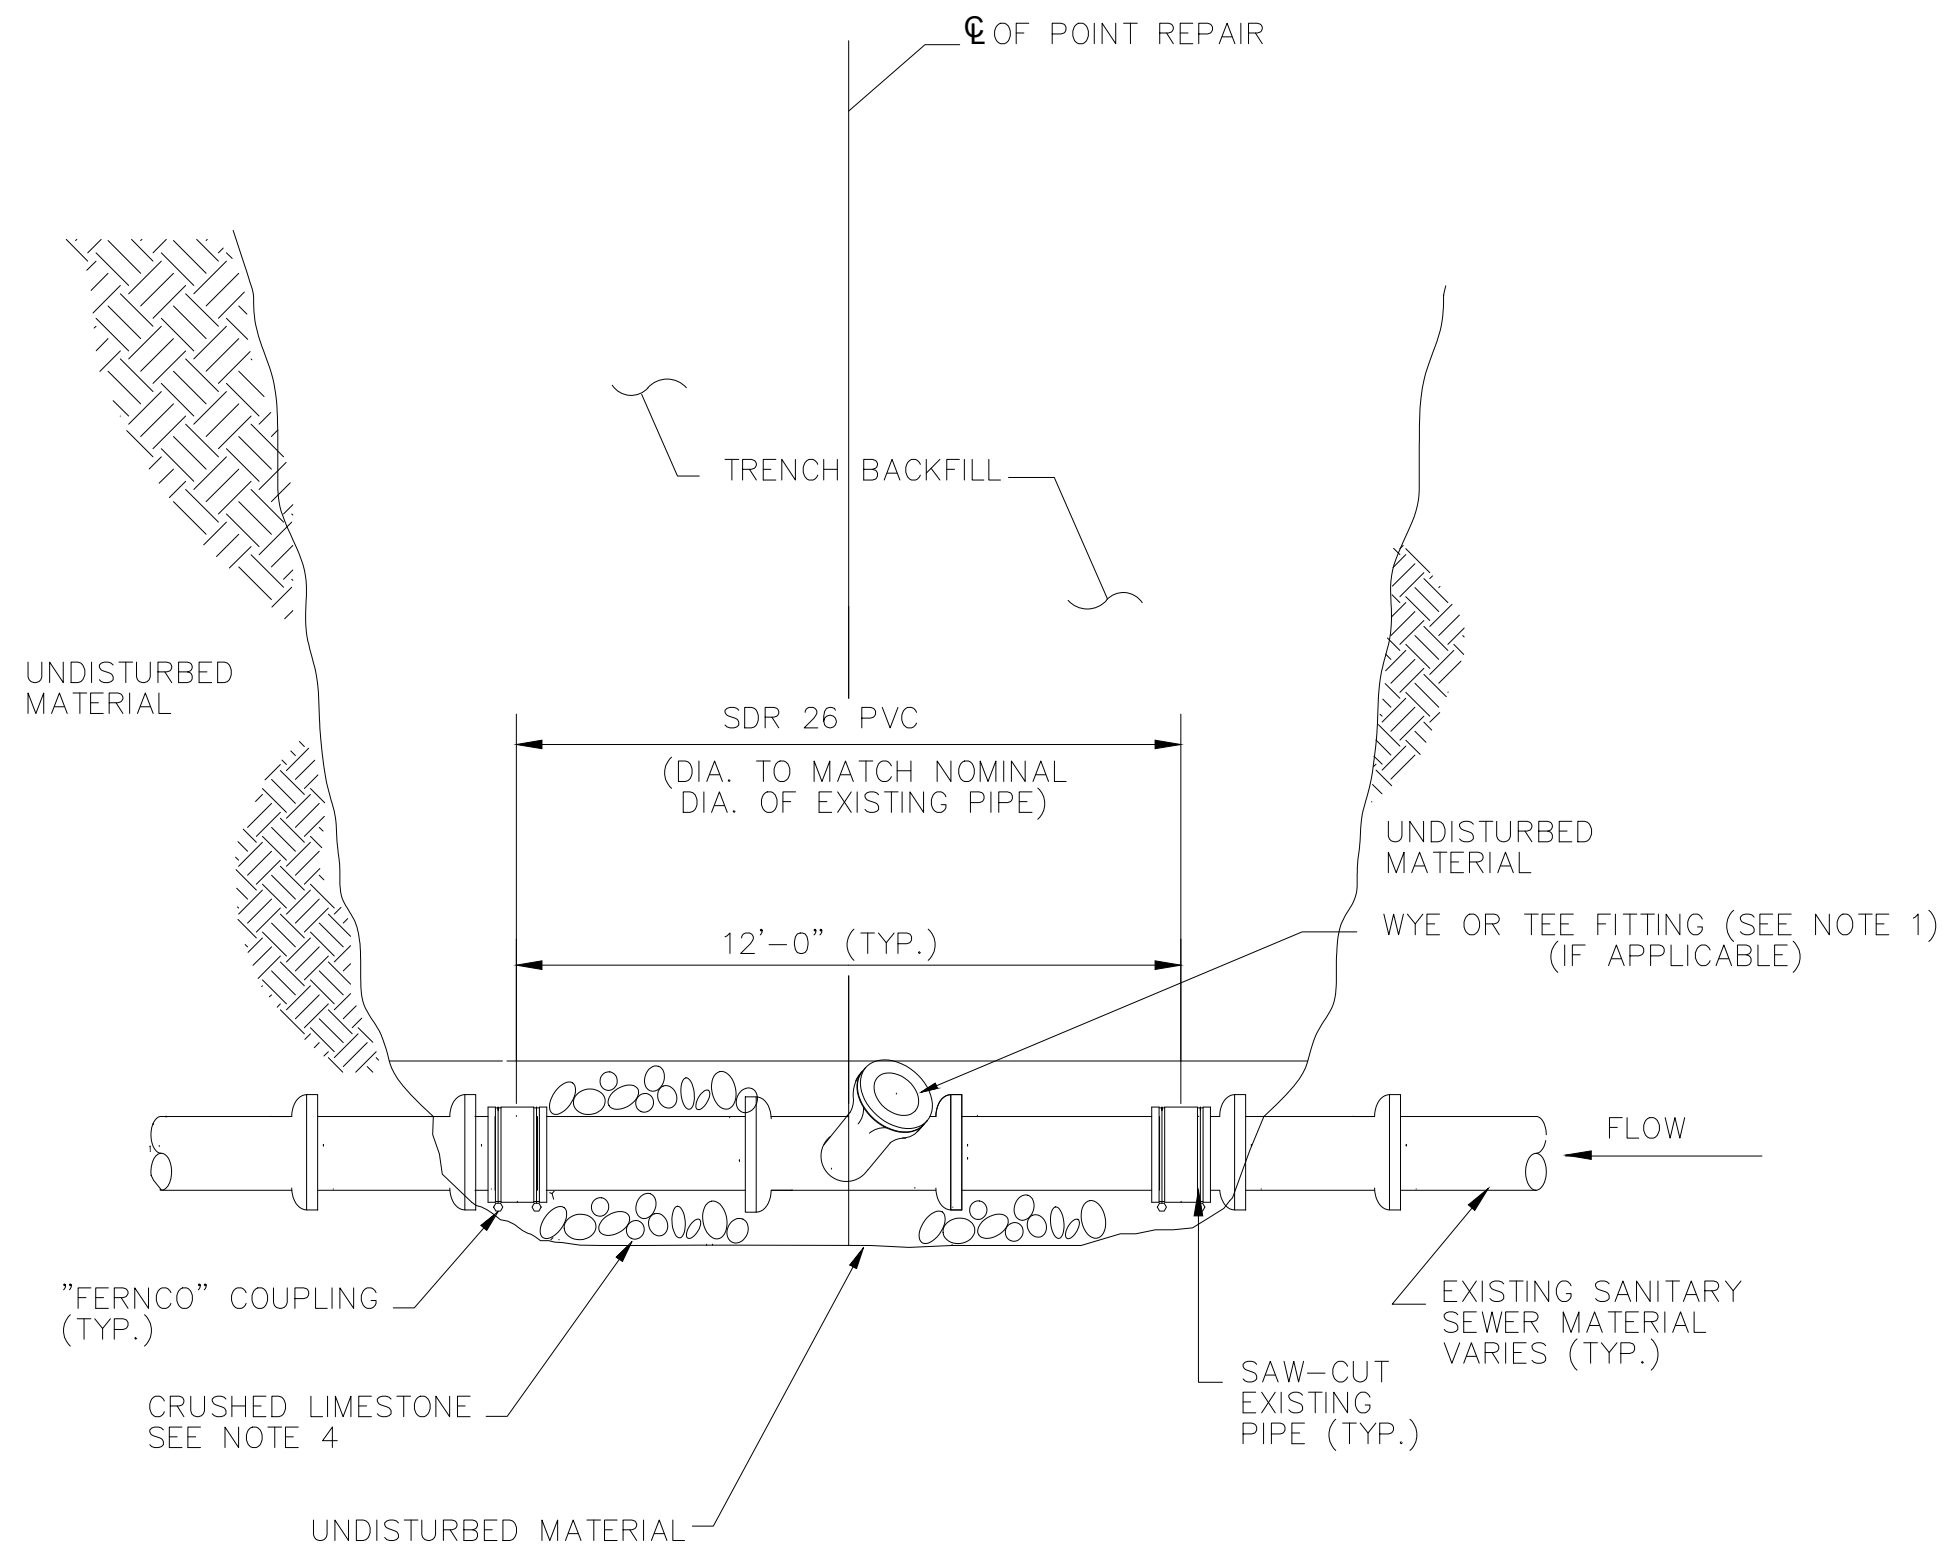 ℄ OF POINT REPAIR
TRENCH BACKFILL
UNDISTURBED
MATERIAL
SDR 26 PVC
(DIA. TO MATCH NOMINAL
DIA. OF EXISTING PIPE)
UNDISTURBED
MATERIAL
WYE OR TEE FITTING (SEE NOTE 1)
(IF APPLICABLE)
12'-0" (TYP.)
FLOW
"FERNCO" COUPLING
(TYP.)
EXISTING SANITARY
SEWER MATERIAL
VARIES (TYP.)
SAW-CUT
EXISTING
PIPE (TYP.)
CRUSHED LIMESTONE
SEE NOTE 4
UNDISTURBED MATERIAL